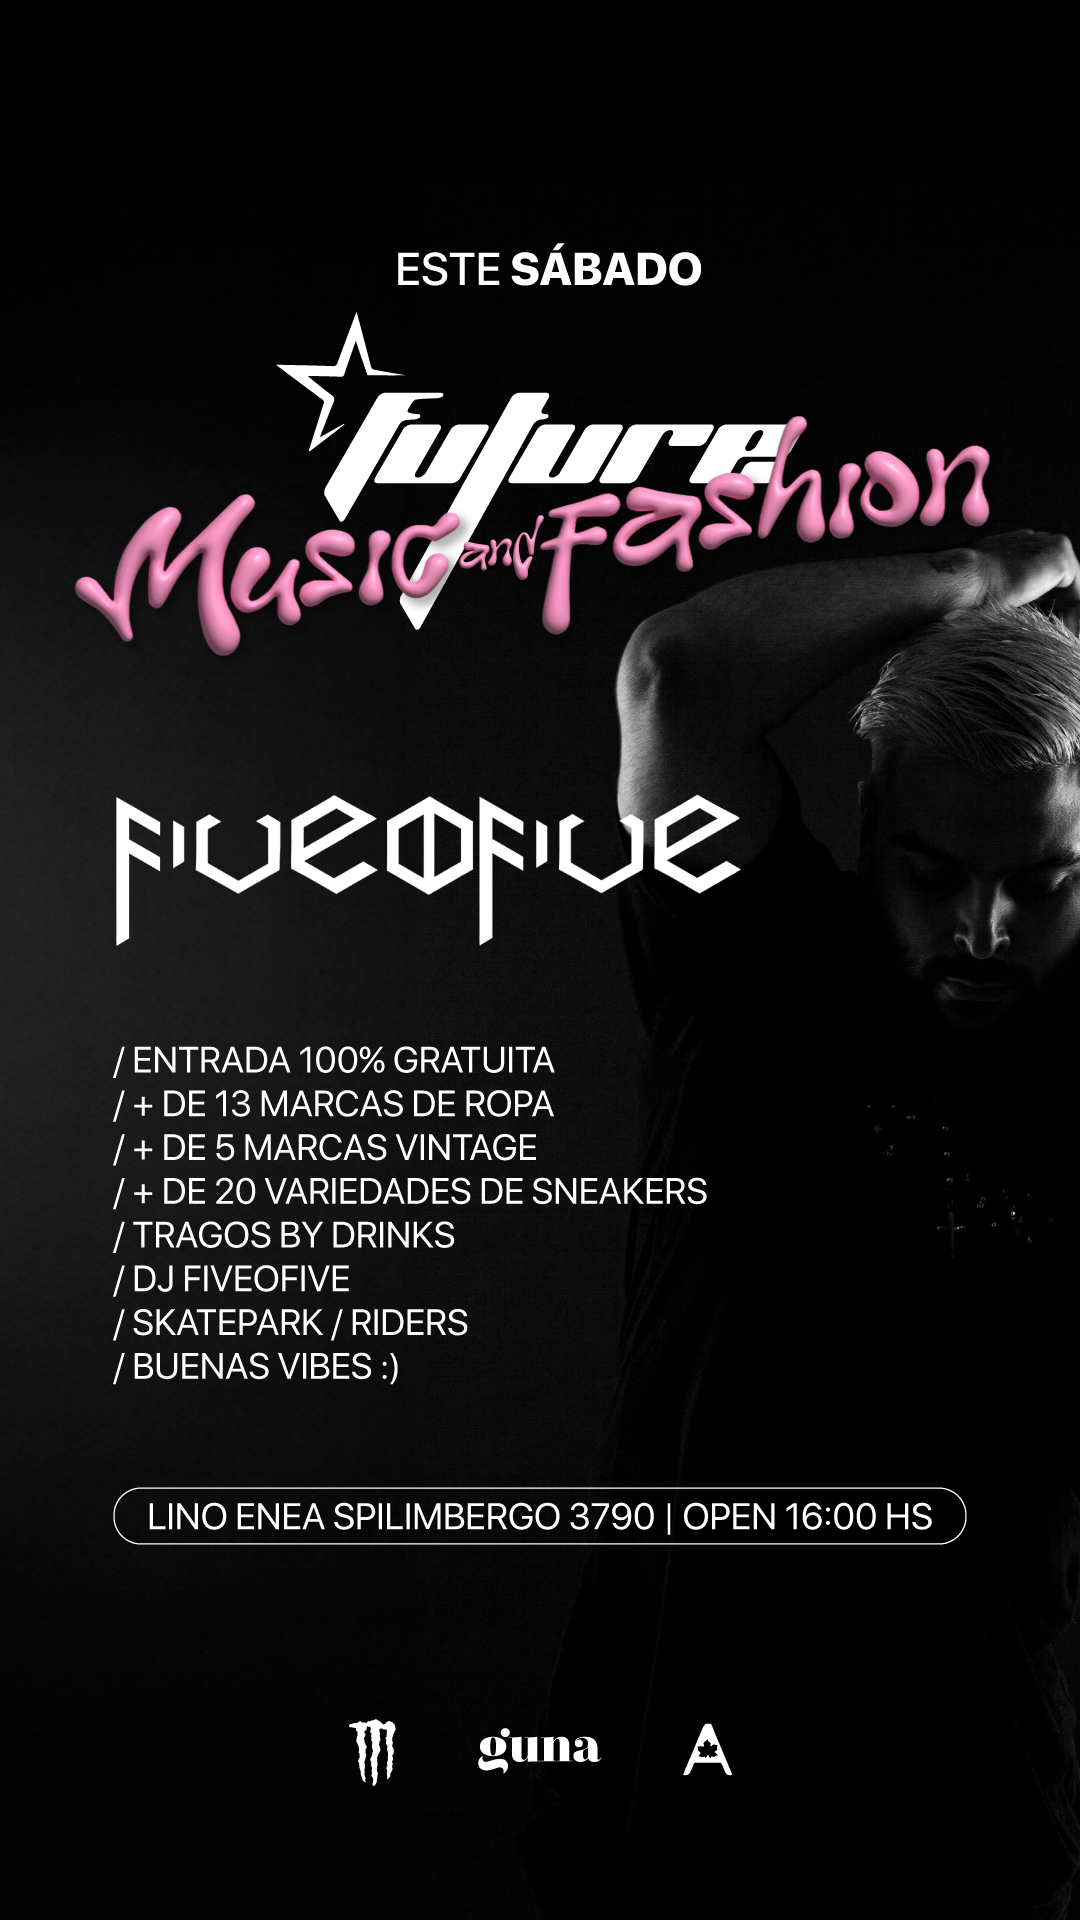 ESTE SÁBADO
future
Music and Fashion
FIVEOFIVE
/ ENTRADA 100% GRATUITA
/ + DE 13 MARCAS DE ROPA
/ + DE 5 MARCAS VINTAGE
/ + DE 20 VARIEDADES DE SNEAKERS
/ TRAGOS BY DRINKS
/ DJ FIVEOFIVE
/ SKATEPARK / RIDERS
/ BUENAS VIBES :)
LINO ENEA SPILIMBERGO 3790 | OPEN 16:00 HS
guna
A